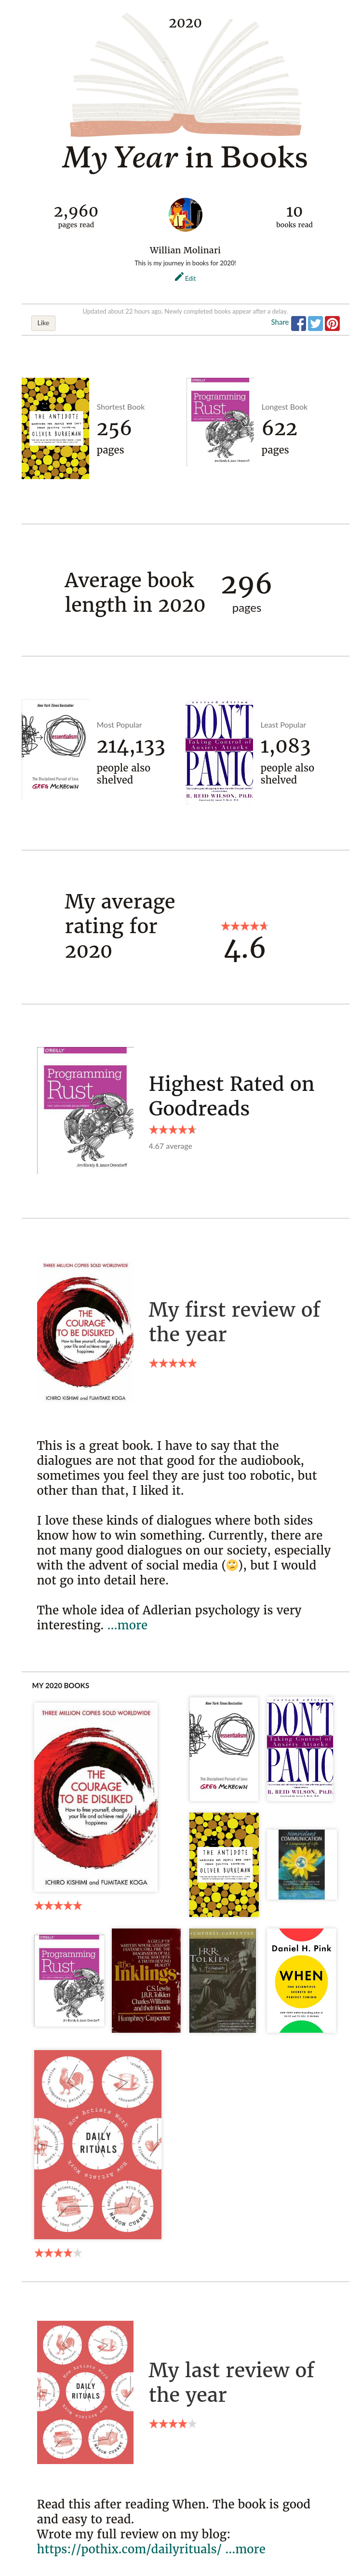 2020
My Year in Books
2,960
pages read
10
books read
Willian Molinari
This is my journey in books for 2020!
Edit
Updated about 22 hours ago. Newly completed books appear after a delay.
Like
Share
THE ANTIDOTE
OLIVER BURKEMAN
Shortest Book
256
pages
O'REILLY
Programming
Rust
Jim Blandy & Jason Orendorff
Longest Book
622
pages
Average book
length in 2020
296
pages
New York Times Bestseller
essentialism
The Disciplined Pursuit of Less
GREG McKEOWN
Most Popular
214,133
people also
shelved
revised edition
DON'T
Taking Control of
Anxiety Attacks
PANIC
R. REID WILSON, PH.D.
Least Popular
1,083
people also
shelved
My average
rating for
2020
4.6
O'REILLY
Programming
Rust
Jim Blandy & Jason Orendorff
Highest Rated on
Goodreads
4.67 average
THREE MILLION COPIES SOLD WORLDWIDE
THE
COURAGE
TO BE DISLIKED
How to free yourself, change
your life and achieve real
happiness
ICHIRO KISHIMI and FUMITAKE KOGA
My first review of
the year
This is a great book. I have to say that the
dialogues are not that good for the audiobook,
sometimes you feel they are just too robotic, but
other than that, I liked it.
I love these kinds of dialogues where both sides
know how to win something. Currently, there are
not many good dialogues on our society, especially
with the advent of social media (🙄), but I would
not go into detail here.
The whole idea of Adlerian psychology is very
interesting. ...more
MY 2020 BOOKS
THREE MILLION COPIES SOLD WORLDWIDE
THE
COURAGE
TO BE DISLIKED
How to free yourself, change
your life and achieve real
happiness
ICHIRO KISHIMI and FUMITAKE KOGA
New York Times Bestseller
essentialism
The Disciplined Pursuit of Less
GREG McKEOWN
revised edition
DON'T
Taking Control of
Anxiety Attacks
PANIC
R. REID WILSON, PH.D.
THE ANTIDOTE
OLIVER BURKEMAN
Nonviolent
COMMUNICATION
A Language of Life
Programming
Rust
Jim Blandy & Jason Orendorff
The
Inklings
C.S. Lewis
J.R.R. Tolkien
Charles Williams
and their friends
Humphrey Carpenter
HUMPHREY CARPENTER
J.R.R.
TOLKIEN
Daniel H. Pink
WHEN
THE SCIENTIFIC
SECRETS OF
PERFECT TIMING
DAILY
RITUALS
How Artists Work
MASON CURREY
DAILY
RITUALS
My last review of
the year
Read this after reading When. The book is good
and easy to read.
Wrote my full review on my blog:
https://pothix.com/dailyrituals/ ...more